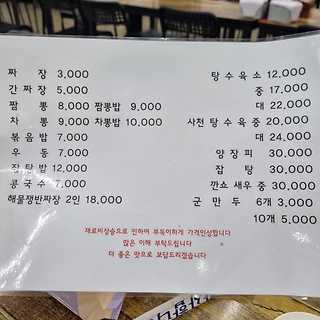 짜 장 3,000
간 짜 장 5,000
짬 뽕 8,000 짬뽕밥 9,000
차 뽕 9,000 차뽕밥 10,000
볶 음 밥 7,000
우 동 7,000
잡 탕 밥 12,000
콩 국 수 7,000
해물쟁반짜장 2인 18,000
탕 수 육 소 12,000
중 17,000
대 22,000
사천 탕 수 육 중 20,000
대 24,000
양 장 피 30,000
잡 탕 30,000
깐소 새우 중 30,000
군 만 두 6개 3,000
10개 5,000
재료비상승으로 인하여 부득이하게 가격인상합니다
많은 이해 부탁드립니다
더 좋은 맛으로 보답드리겠습니다